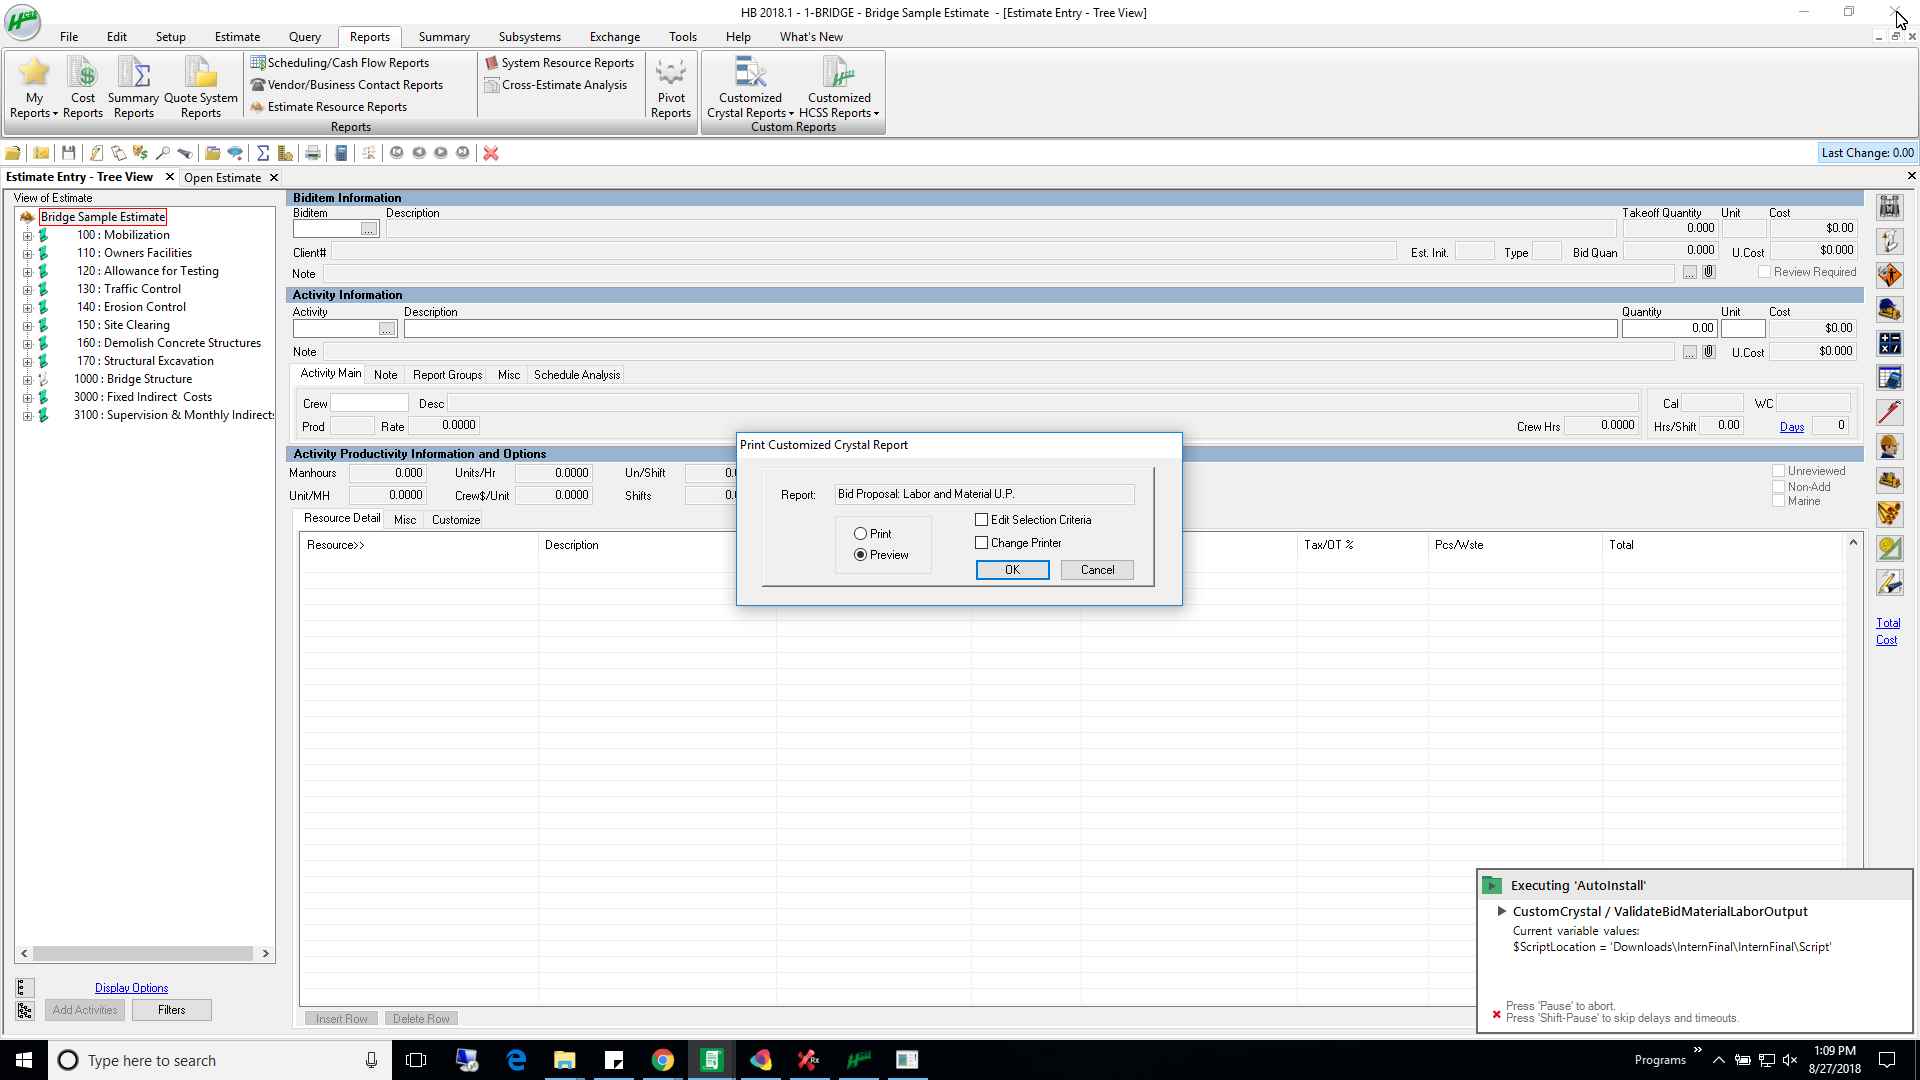 HB 2018.1 - 1-BRIDGE - Bridge Sample Estimate - [Estimate Entry - Tree View]
HCSS
File Edit Setup Estimate Query Reports Summary Subsystems Exchange Tools Help What's New
My Reports
Cost Reports
Summary Reports
Quote System Reports
Scheduling/Cash Flow Reports
Vendor/Business Contact Reports
Estimate Resource Reports
System Resource Reports
Cross-Estimate Analysis
Pivot Reports
Reports
Customized Crystal Reports
Customized HCSS Reports
Custom Reports
Last Change: 0.00
Estimate Entry - Tree View
Open Estimate
View of Estimate
Bridge Sample Estimate
100 : Mobilization
110 : Owners Facilities
120 : Allowance for Testing
130 : Traffic Control
140 : Erosion Control
150 : Site Clearing
160 : Demolish Concrete Structures
170 : Structural Excavation
1000 : Bridge Structure
3000 : Fixed Indirect Costs
3100 : Supervision & Monthly Indirects
Display Options
Add Activities Filters
Biditem Information
Biditem Description Takeoff Quantity Unit Cost
... 0.000 $0.00
Client# Est. Init. Type Bid Quan 0.000 U.Cost $0.000
Note ... Review Required
Activity Information
Activity Description Quantity Unit Cost
... 0.00 $0.00
Note ... U.Cost $0.000
Activity Main Note Report Groups Misc Schedule Analysis
Crew Desc Cal WC
Prod Rate 0.0000 Crew Hrs 0.0000 Hrs/Shift 0.00 Days 0
Activity Productivity Information and Options
Manhours 0.000 Units/Hr 0.0000 Un/Shift 0.
Unit/MH 0.000 Crew$/Unit 0.0000 Shifts 0.
Unreviewed
Non-Add
Marine
Resource Detail Misc Customize
Resource>> Description Tax/OT % Pcs/Wste Total
Print Customized Crystal Report
Report: Bid Proposal: Labor and Material U.P.
Print
Preview
Edit Selection Criteria
Change Printer
OK Cancel
Total
Cost
Insert Row Delete Row
Executing 'AutoInstall'
CustomCrystal / ValidateBidMaterialLaborOutput
Current variable values:
$ScriptLocation = 'Downloads\InternFinal\InternFinal\Script'
Press 'Pause' to abort.
Press 'Shift-Pause' to skip delays and timeouts.
Type here to search
Programs
1:09 PM
8/27/2018